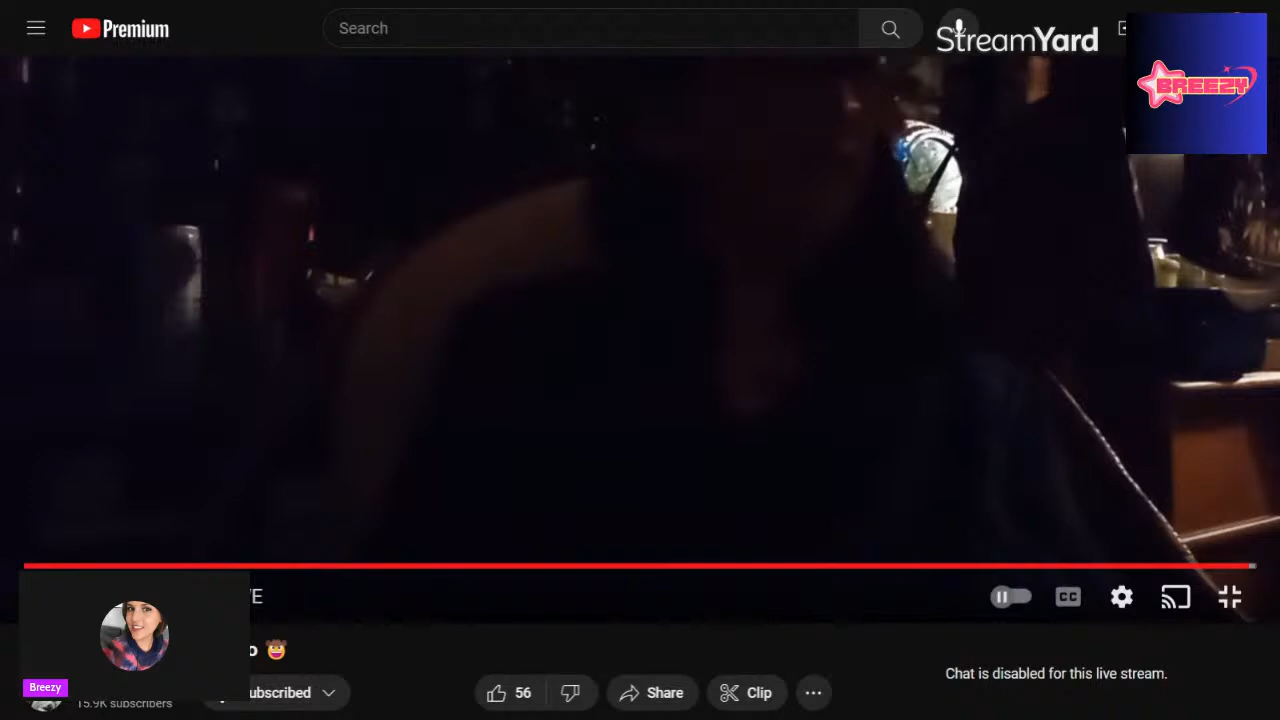 Premium
Search
StreamYard
BREEZY
CC
VE
o 🤠
Breezy
15.9K subscribers
ubscribed
56
Share
Clip
Chat is disabled for this live stream.